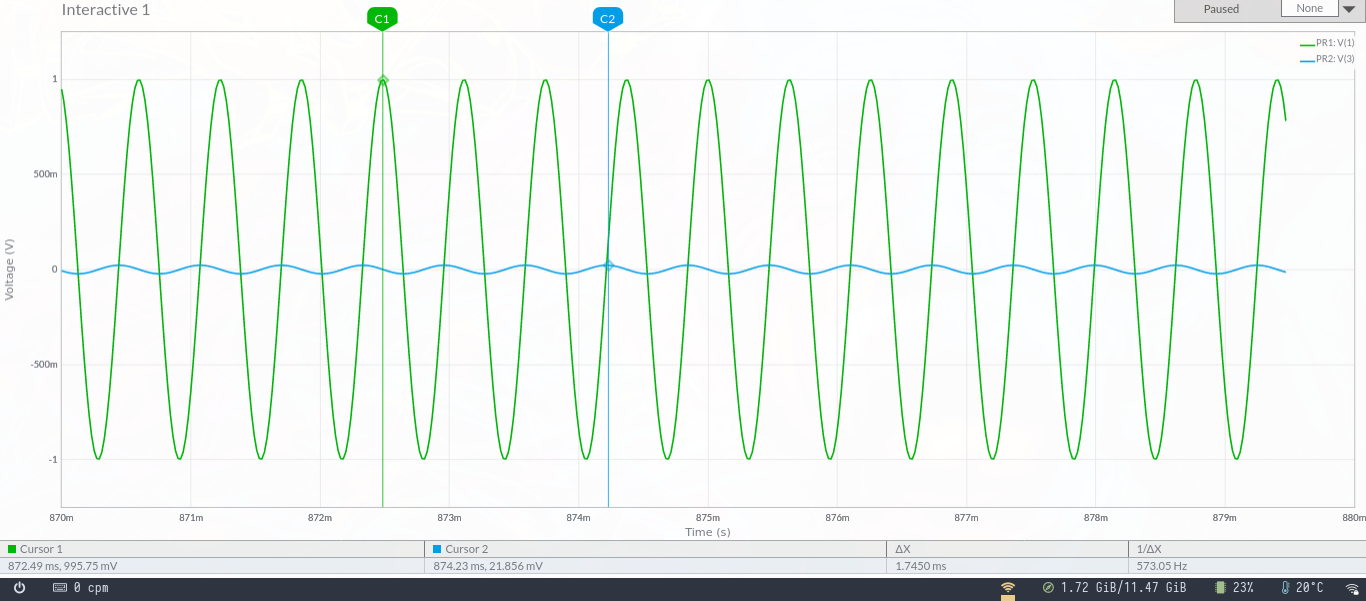 Interactive 1
C1
C2
Paused
None
PR1: V(1)
PR2: V(3)
1
500m
0
-500m
-1
Voltage (V)
870m 871m 872m 873m 874m 875m 876m 877m 878m 879m 880m
Time (s)
Cursor 1 Cursor 2 ΔX 1/ΔX
872.49 ms, 995.75 mV 874.23 ms, 21.856 mV 1.7450 ms 573.05 Hz
0 cpm 1.72 GiB/11.47 GiB 23% 20°C